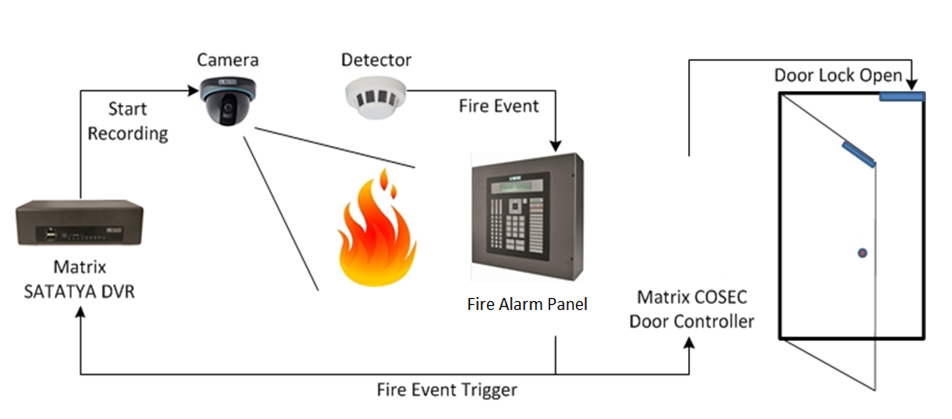 Camera
Detector
Door Lock Open
Start
Recording
Fire Event
Matrix
SATATYA DVR
Fire Alarm Panel
Matrix COSEC
Door Controller
Fire Event Trigger